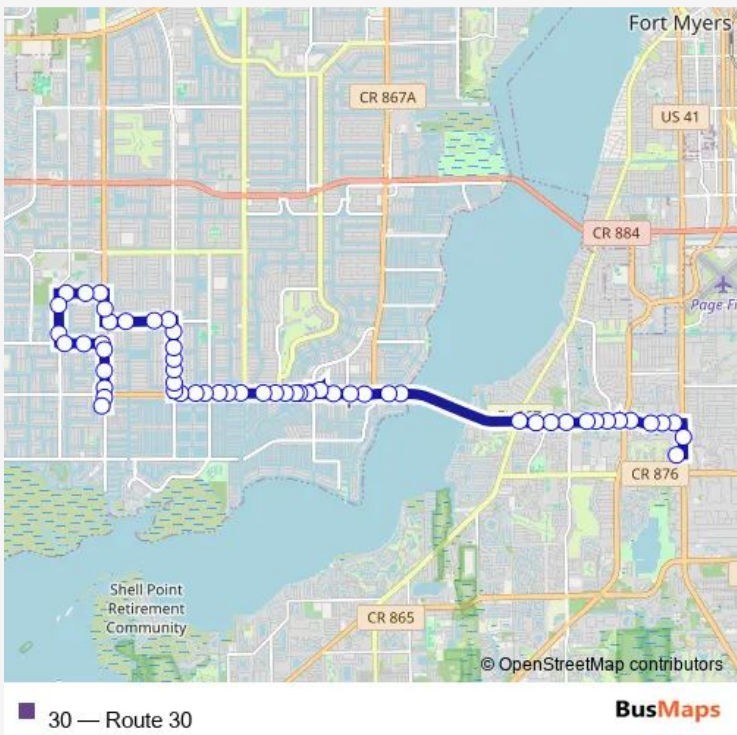 Fort Myers
CR 867A
US 41
CR 884
Page Fi
CR 876
Shell Point
Retirement
Community
CR 865
© OpenStreetMap contributors
30 — Route 30
BusMaps